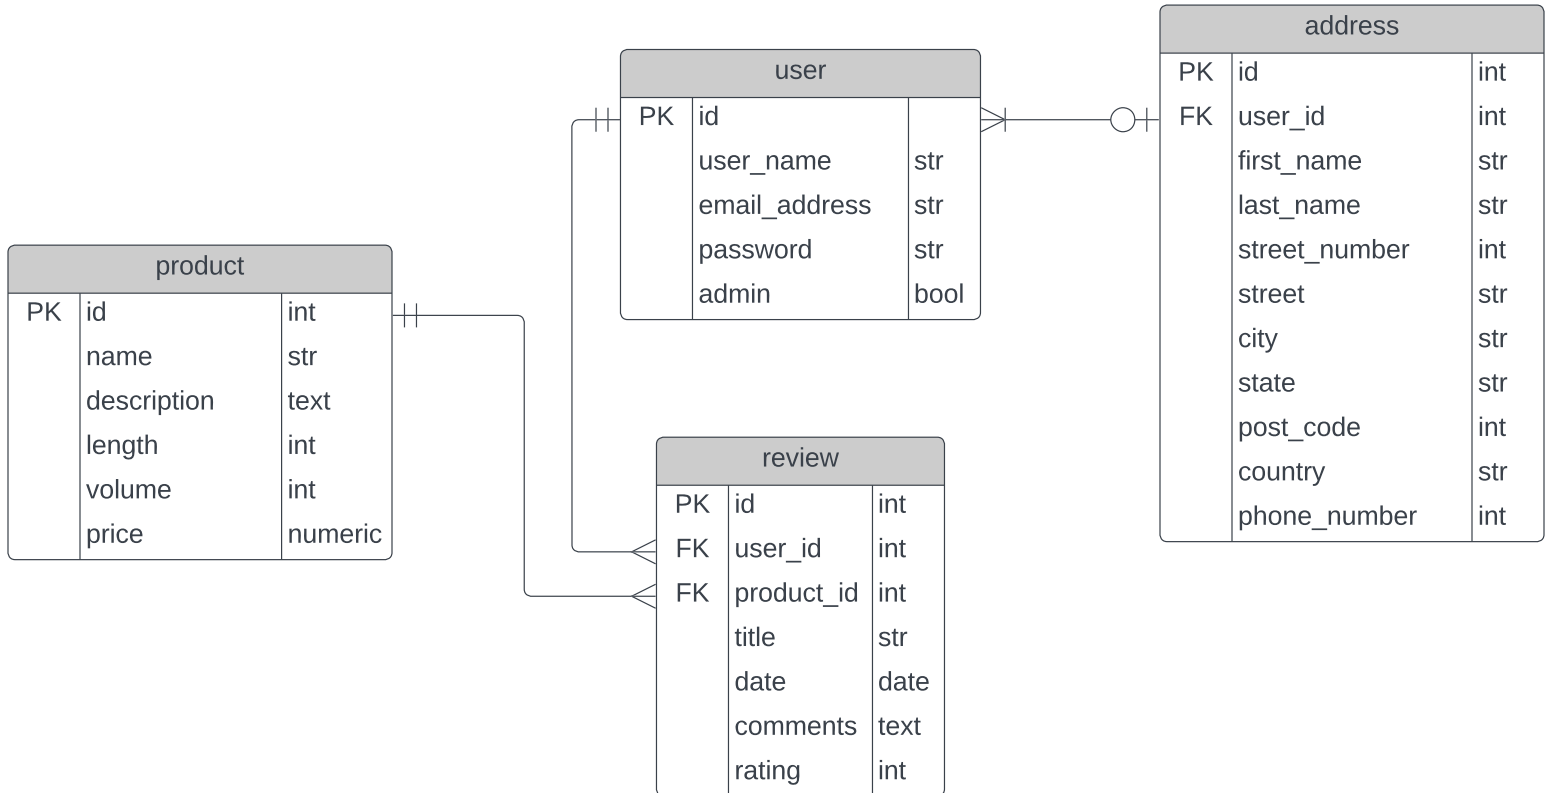 address
PK id int
FK user_id int
first_name str
last_name str
street_number int
street str
city str
state str
post_code int
country str
phone_number int
user
PK id
user_name str
email_address str
password str
admin bool
product
PK id int
name str
description text
length int
volume int
price numeric
review
PK id int
FK user_id int
FK product_id int
title str
date date
comments text
rating int